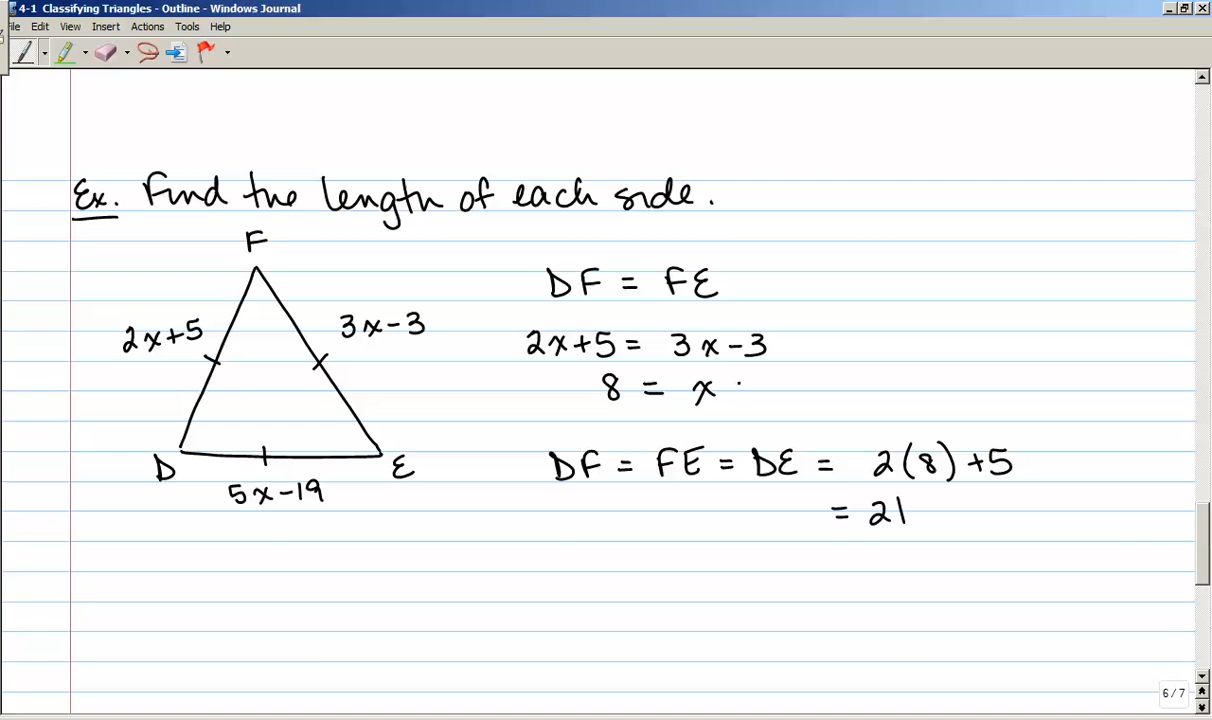 4-1 Classifying Triangles - Outline - Windows Journal
File Edit View Insert Actions Tools Help
Ex. Find the length of each side.
F
2x+5
3x-3
D
E
5x-19
DF = FE
2x+5 = 3x-3
8 = x
DF = FE = DE = 2(8)+5
= 21
6 / 7